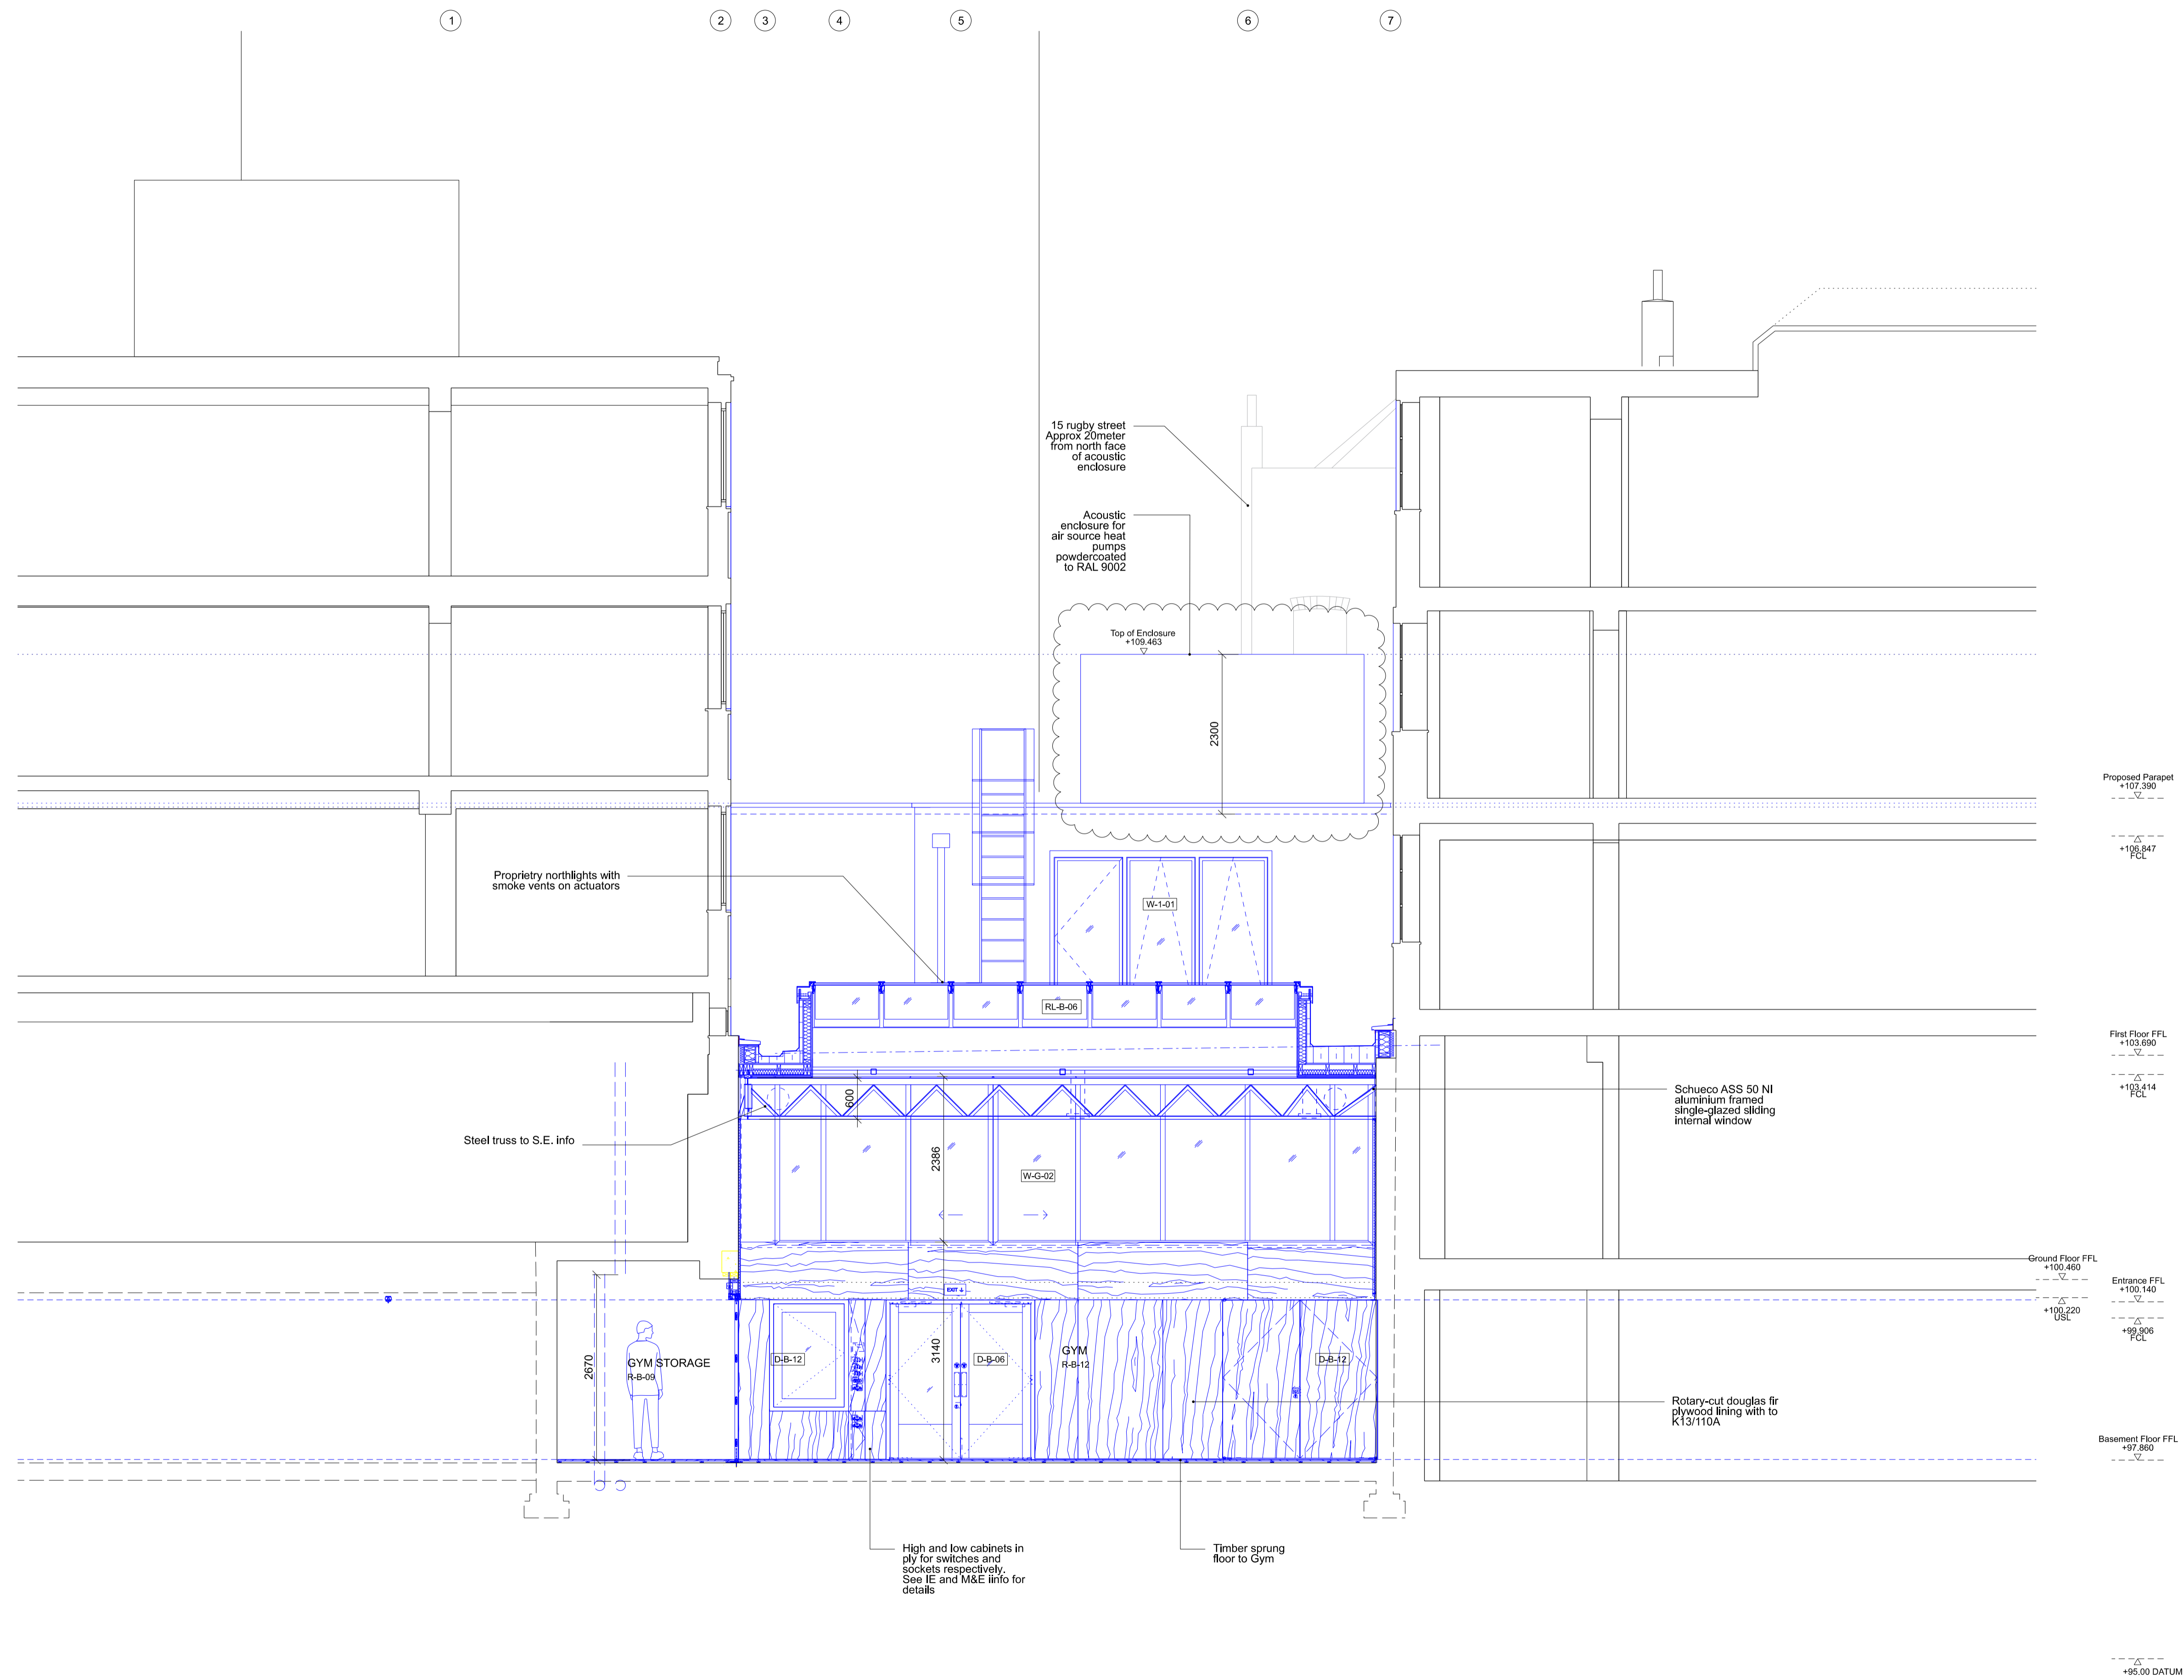 1
2
3
4
5
6
7
15 rugby street
Approx 20meter
from north face
of acoustic
enclosure
Acoustic
enclosure for
air source heat
pumps
powdercoated
to RAL 9002
Top of Enclosure
+109.463
2300
Proposed Parapet
+107.390
+106.847
FCL
Proprietry northlights with
smoke vents on actuators
W-1-01
RL-B-06
First Floor FFL
+103.690
+103.414
FCL
600
Schueco ASS 50 NI
aluminium framed
single-glazed sliding
internal window
Steel truss to S.E. info
2386
W-G-02
Ground Floor FFL
+100.460
Entrance FFL
+100.140
+100.220
USL
+99.906
FCL
EXIT
2670
GYM STORAGE
R-B-09
D-B-12
3140
D-B-06
GYM
R-B-12
D-B-12
Rotary-cut douglas fir
plywood lining with to
K13/110A
Basement Floor FFL
+97.860
High and low cabinets in
ply for switches and
sockets respectively.
See IE and M&E iinfo for
details
Timber sprung
floor to Gym
+95.00 DATUM